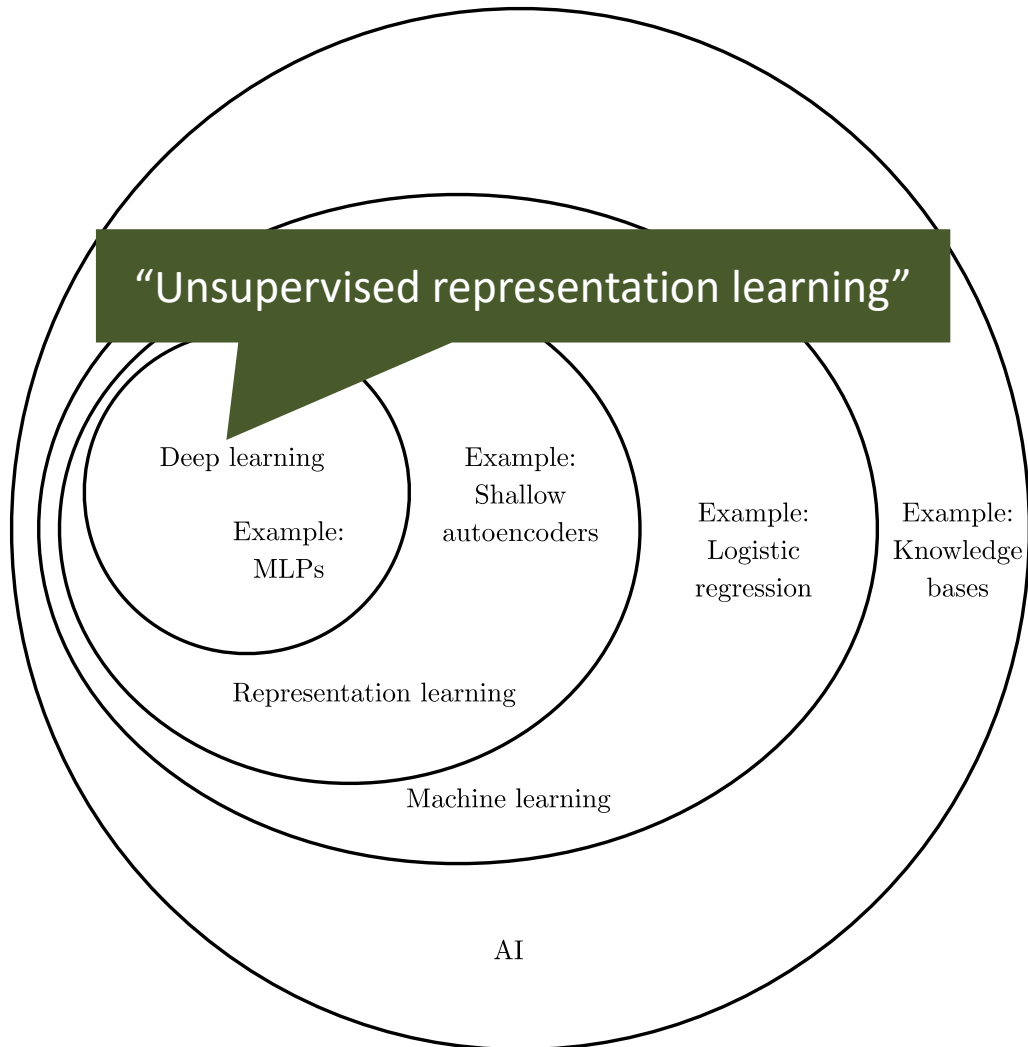 “Unsupervised representation learning”
Deep learning
Example:
MLPs
Example:
Shallow
autoencoders
Example:
Logistic
regression
Example:
Knowledge
bases
Representation learning
Machine learning
AI